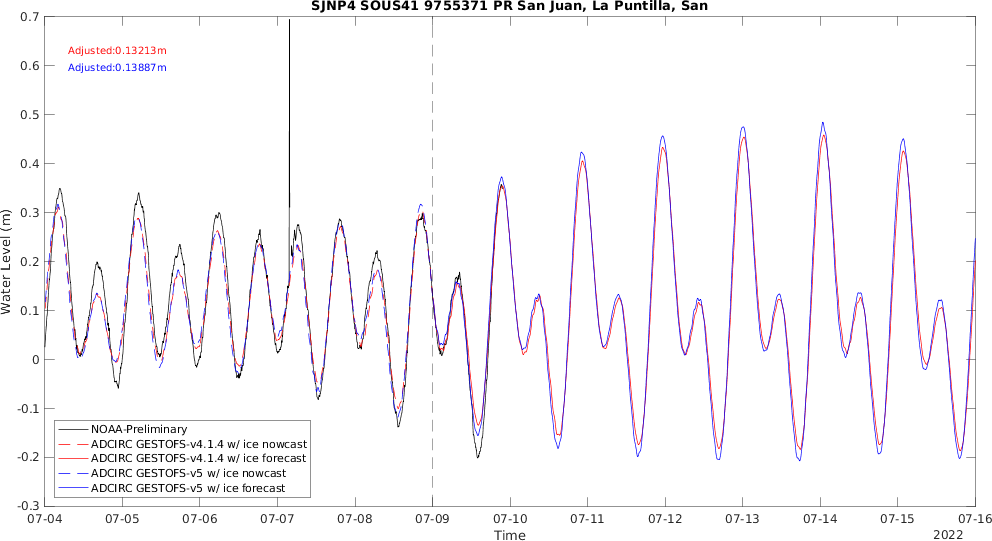 SJNP4 SOUS41 9755371 PR San Juan, La Puntilla, San
0.7
Adjusted:0.13213m
Adjusted:0.13887m
0.6
0.5
0.4
0.3
0.2
0.1
0
-0.1
-0.2
-0.3
Water Level (m)
NOAA-Preliminary
ADCIRC GESTOFS-v4.1.4 w/ ice nowcast
ADCIRC GESTOFS-v4.1.4 w/ ice forecast
ADCIRC GESTOFS-v5 w/ ice nowcast
ADCIRC GESTOFS-v5 w/ ice forecast
07-04 07-05 07-06 07-07 07-08 07-09 07-10 07-11 07-12 07-13 07-14 07-15 07-16
Time
2022